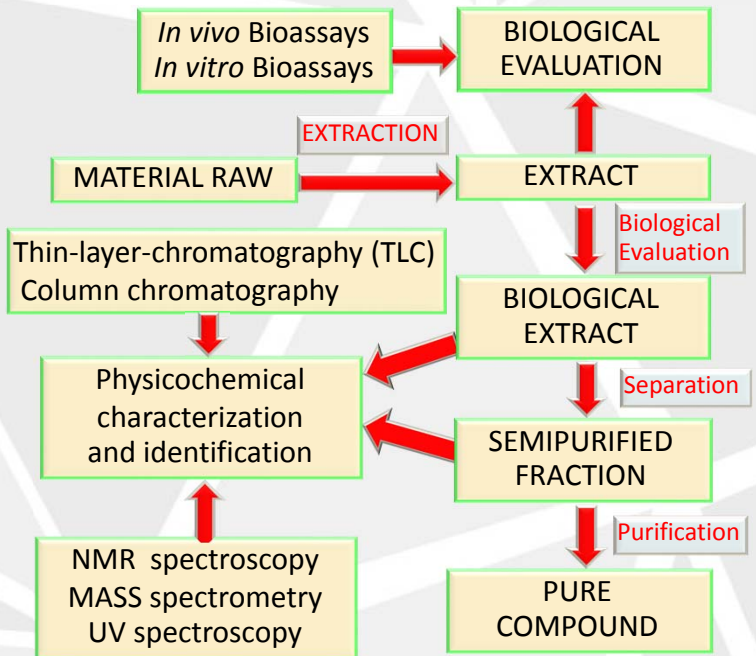 In vivo Bioassays
In vitro Bioassays
BIOLOGICAL
EVALUATION
EXTRACTION
MATERIAL RAW
EXTRACT
Biological
Evaluation
Thin-layer-chromatography (TLC)
Column chromatography
BIOLOGICAL
EXTRACT
Physicochemical
characterization
and identification
Separation
SEMIPURIFIED
FRACTION
Purification
NMR spectroscopy
MASS spectrometry
UV spectroscopy
PURE
COMPOUND